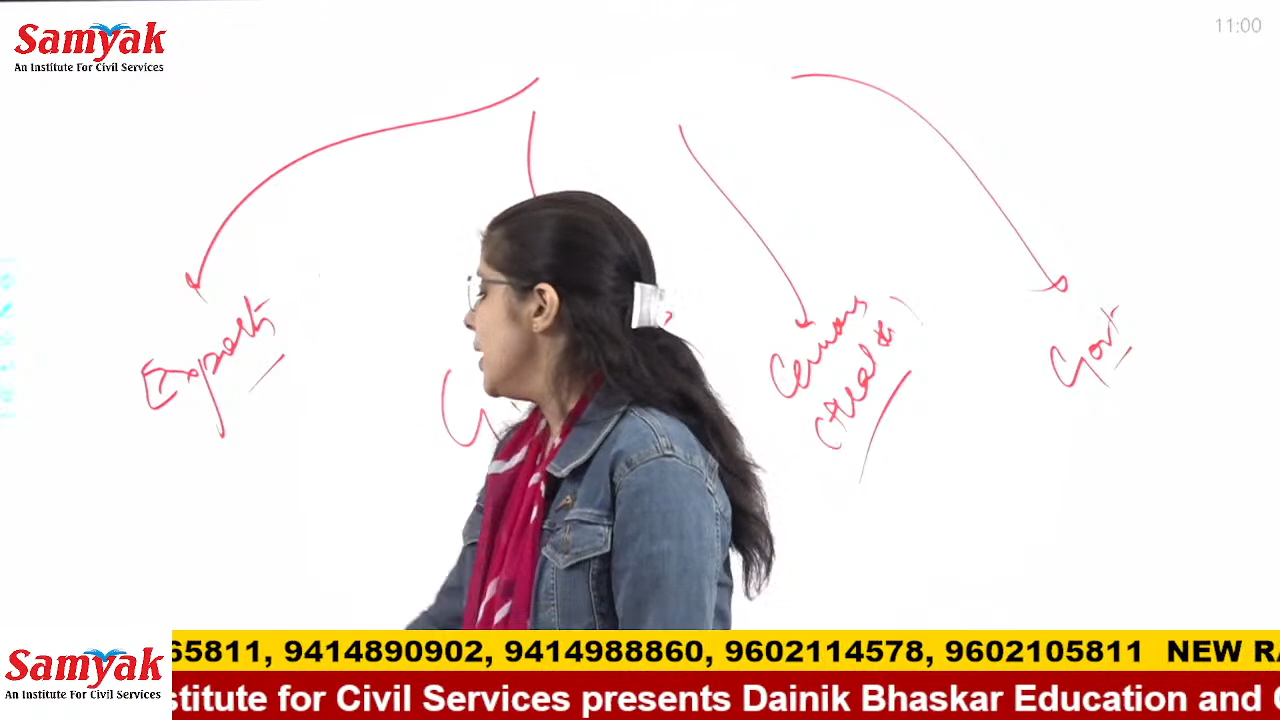 Samyak
An Institute For Civil Services
11:00
Experts
Govt
Samyak
An Institute For Civil Services
65811, 9414890902, 9414988860, 9602114578, 9602105811 NEW RA
stitute for Civil Services presents Dainik Bhaskar Education and